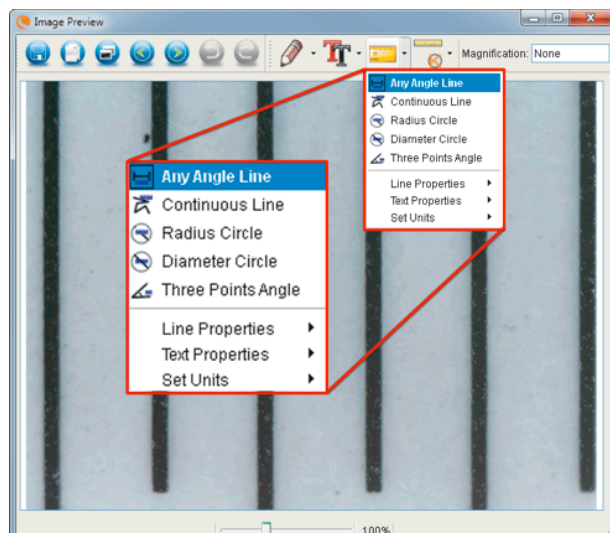 Image Preview
Magnification: None
Any Angle Line
Continuous Line
Radius Circle
Diameter Circle
Three Points Angle
Line Properties
Text Properties
Set Units
Any Angle Line
Continuous Line
Radius Circle
Diameter Circle
Three Points Angle
Line Properties
Text Properties
Set Units
100%